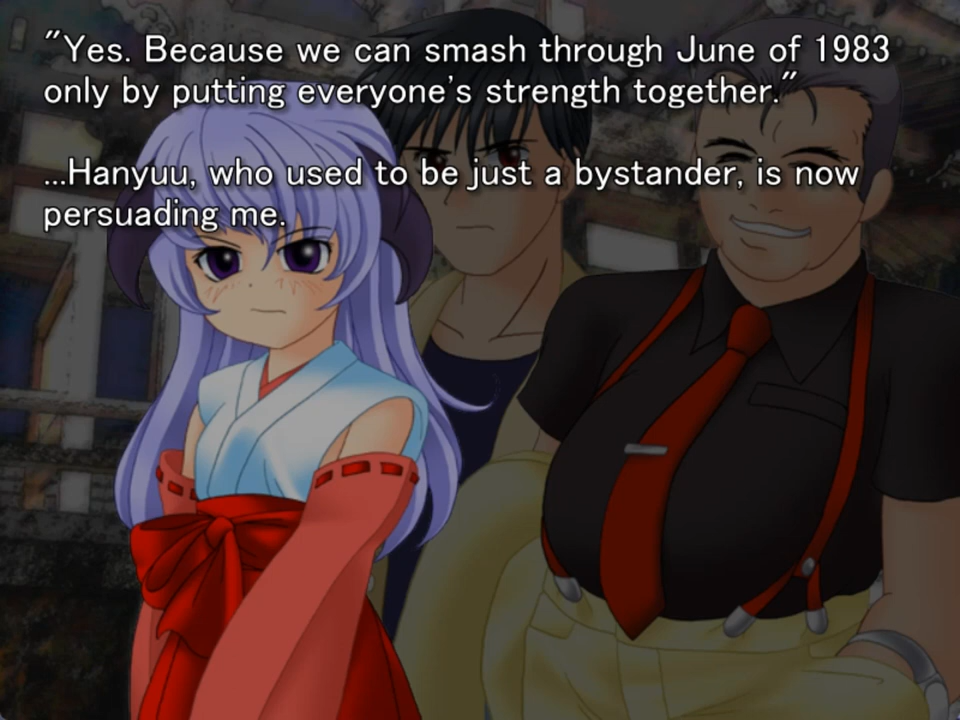 "Yes. Because we can smash through June of 1983
only by putting everyone's strength together."
...Hanyuu, who used to be just a bystander, is now
persuading me.